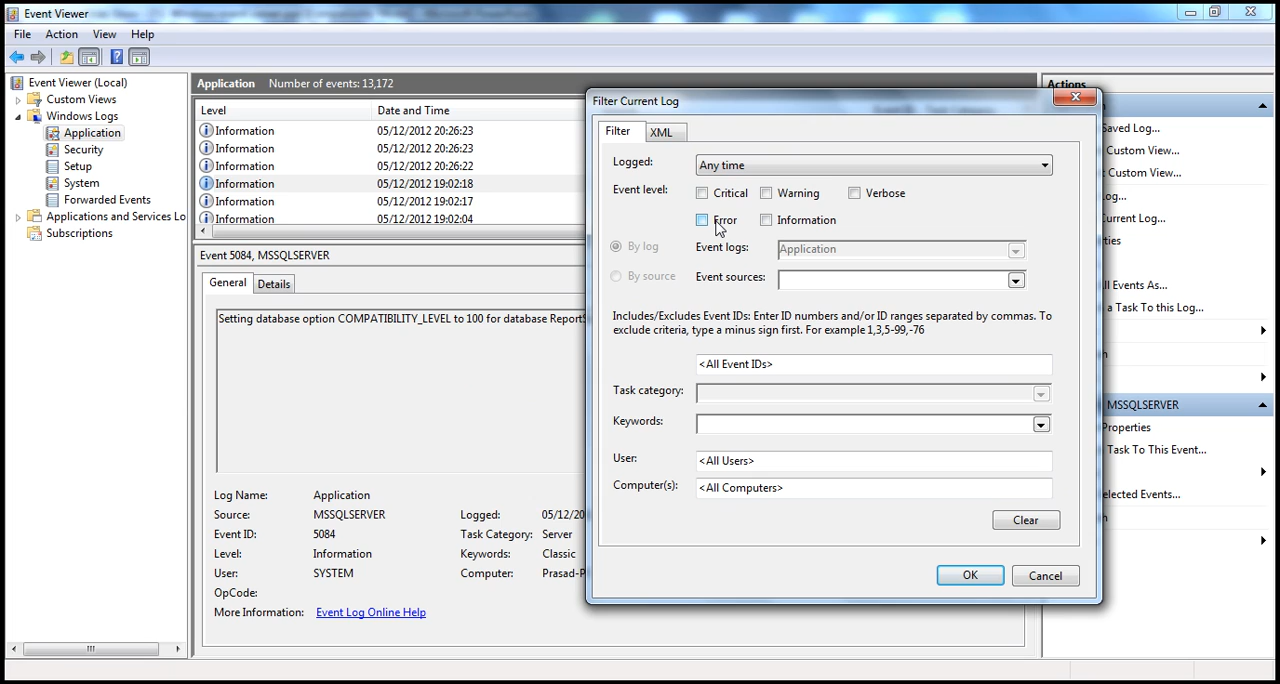 Event Viewer
File Action View Help
Event Viewer (Local)
Custom Views
Windows Logs
Application
Security
Setup
System
Forwarded Events
Applications and Services Lo
Subscriptions
Application Number of events: 13,172
Level Date and Time
Information 05/12/2012 20:26:23
Information 05/12/2012 20:26:23
Information 05/12/2012 20:26:22
Information 05/12/2012 19:02:18
Information 05/12/2012 19:02:17
Information 05/12/2012 19:02:04
Event 5084, MSSQLSERVER
General Details
Setting database option COMPATIBILITY_LEVEL to 100 for database ReportS
Log Name: Application
Source: MSSQLSERVER Logged: 05/12/20
Event ID: 5084 Task Category: Server
Level: Information Keywords: Classic
User: SYSTEM Computer: Prasad-P
OpCode:
More Information: Event Log Online Help
Filter Current Log
Filter XML
Logged: Any time
Event level: Critical Warning Verbose
Error Information
By log Event logs: Application
By source Event sources:
Includes/Excludes Event IDs: Enter ID numbers and/or ID ranges separated by commas. To
exclude criteria, type a minus sign first. For example 1,3,5-99,-76
<All Event IDs>
Task category:
Keywords:
User: <All Users>
Computer(s): <All Computers>
Clear
OK Cancel
Actions
n
Saved Log...
Custom View...
Custom View...
Log...
Current Log...
ties
ll Events As...
a Task To this Log...
n
MSSQLSERVER
Properties
Task To This Event...
elected Events...
n